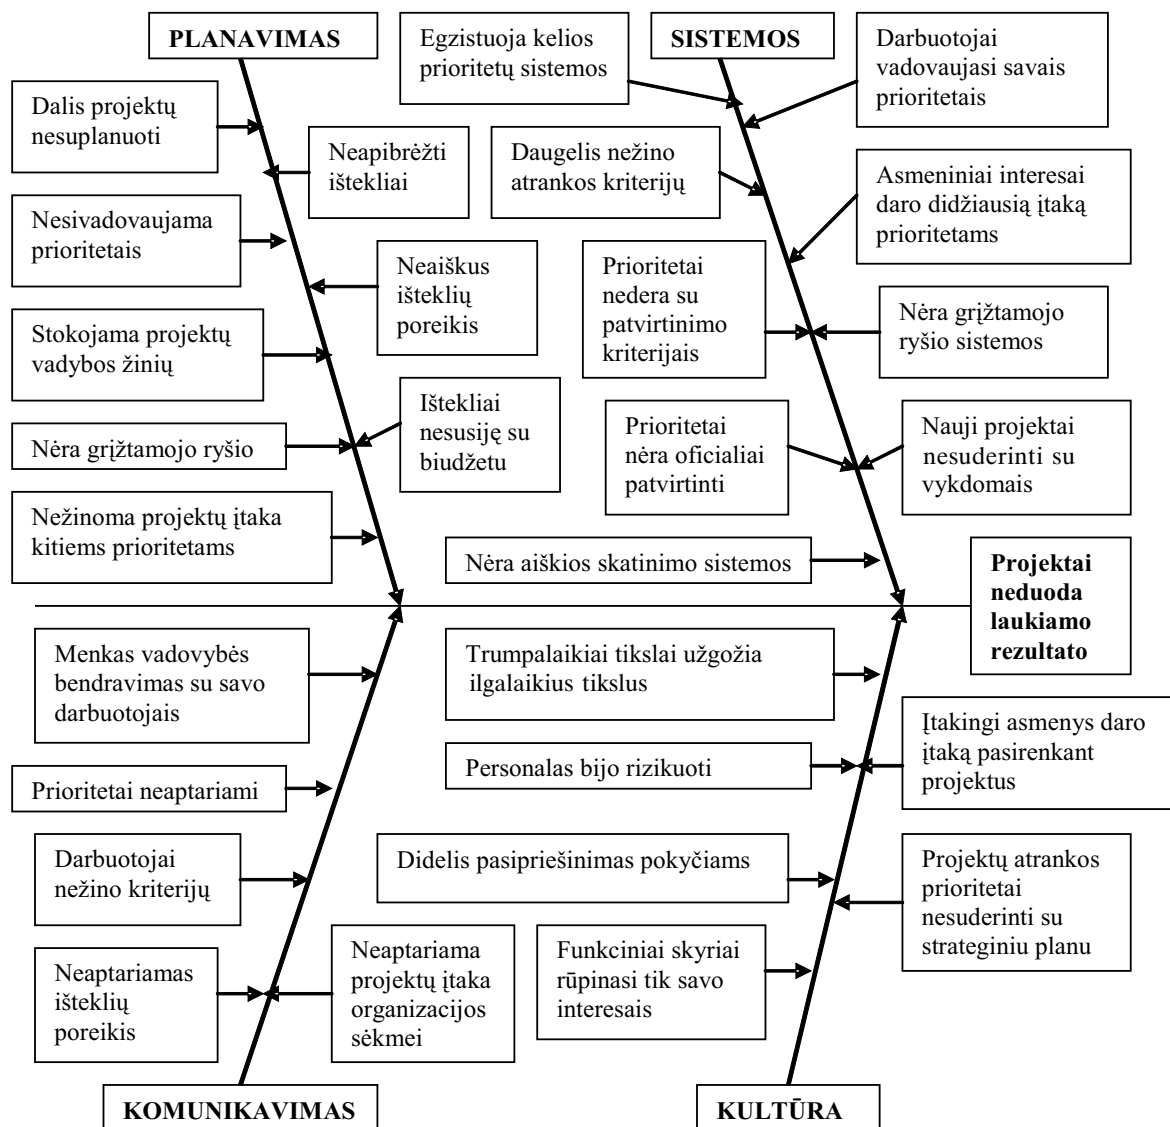 PLANAVIMAS
Dalis projektų
nesuplanuoti
Neapibrėžti
ištekliai
Nesivadovaujama
prioritetais
Neaiškus
išteklių
poreikis
Stokojama projektų
vadybos žinių
Ištekliai
nesusiję su
biudžetu
Nėra grįžtamojo ryšio
Nežinoma projektų įtaka
kitiems prioritetams
SISTEMOS
Egzistuoja kelios
prioritetų sistemos
Darbuotojai
vadovaujasi savais
prioritetais
Daugelis nežino
atrankos kriterijų
Asmeniniai interesai
daro didžiausią įtaką
prioritetams
Prioritetai
nedera su
patvirtinimo
kriterijais
Nėra grįžtamojo
ryšio sistemos
Prioritetai
nėra oficialiai
patvirtinti
Nauji projektai
nesuderinti su
vykdomais
Nėra aiškios skatinimo sistemos
Projektai
neduoda
laukiamo
rezultato
Menkas vadovybės
bendravimas su savo
darbuotojais
Prioritetai neaptariami
Darbuotojai
nežino kriterijų
Neaptariamas
išteklių
poreikis
Neaptariama
projektų įtaka
organizacijos
sėkmei
KOMUNIKAVIMAS
Trumpalaikiai tikslai užgožia
ilgalaikius tikslus
Įtakingi asmenys daro
įtaką pasirenkant
projektus
Personalas bijo rizikuoti
Didelis pasipriešinimas pokyčiams
Projektų atrankos
prioritetai
nesuderinti su
strateginiu planu
Funkciniai skyriai
rūpinasi tik savo
interesais
KULTŪRA